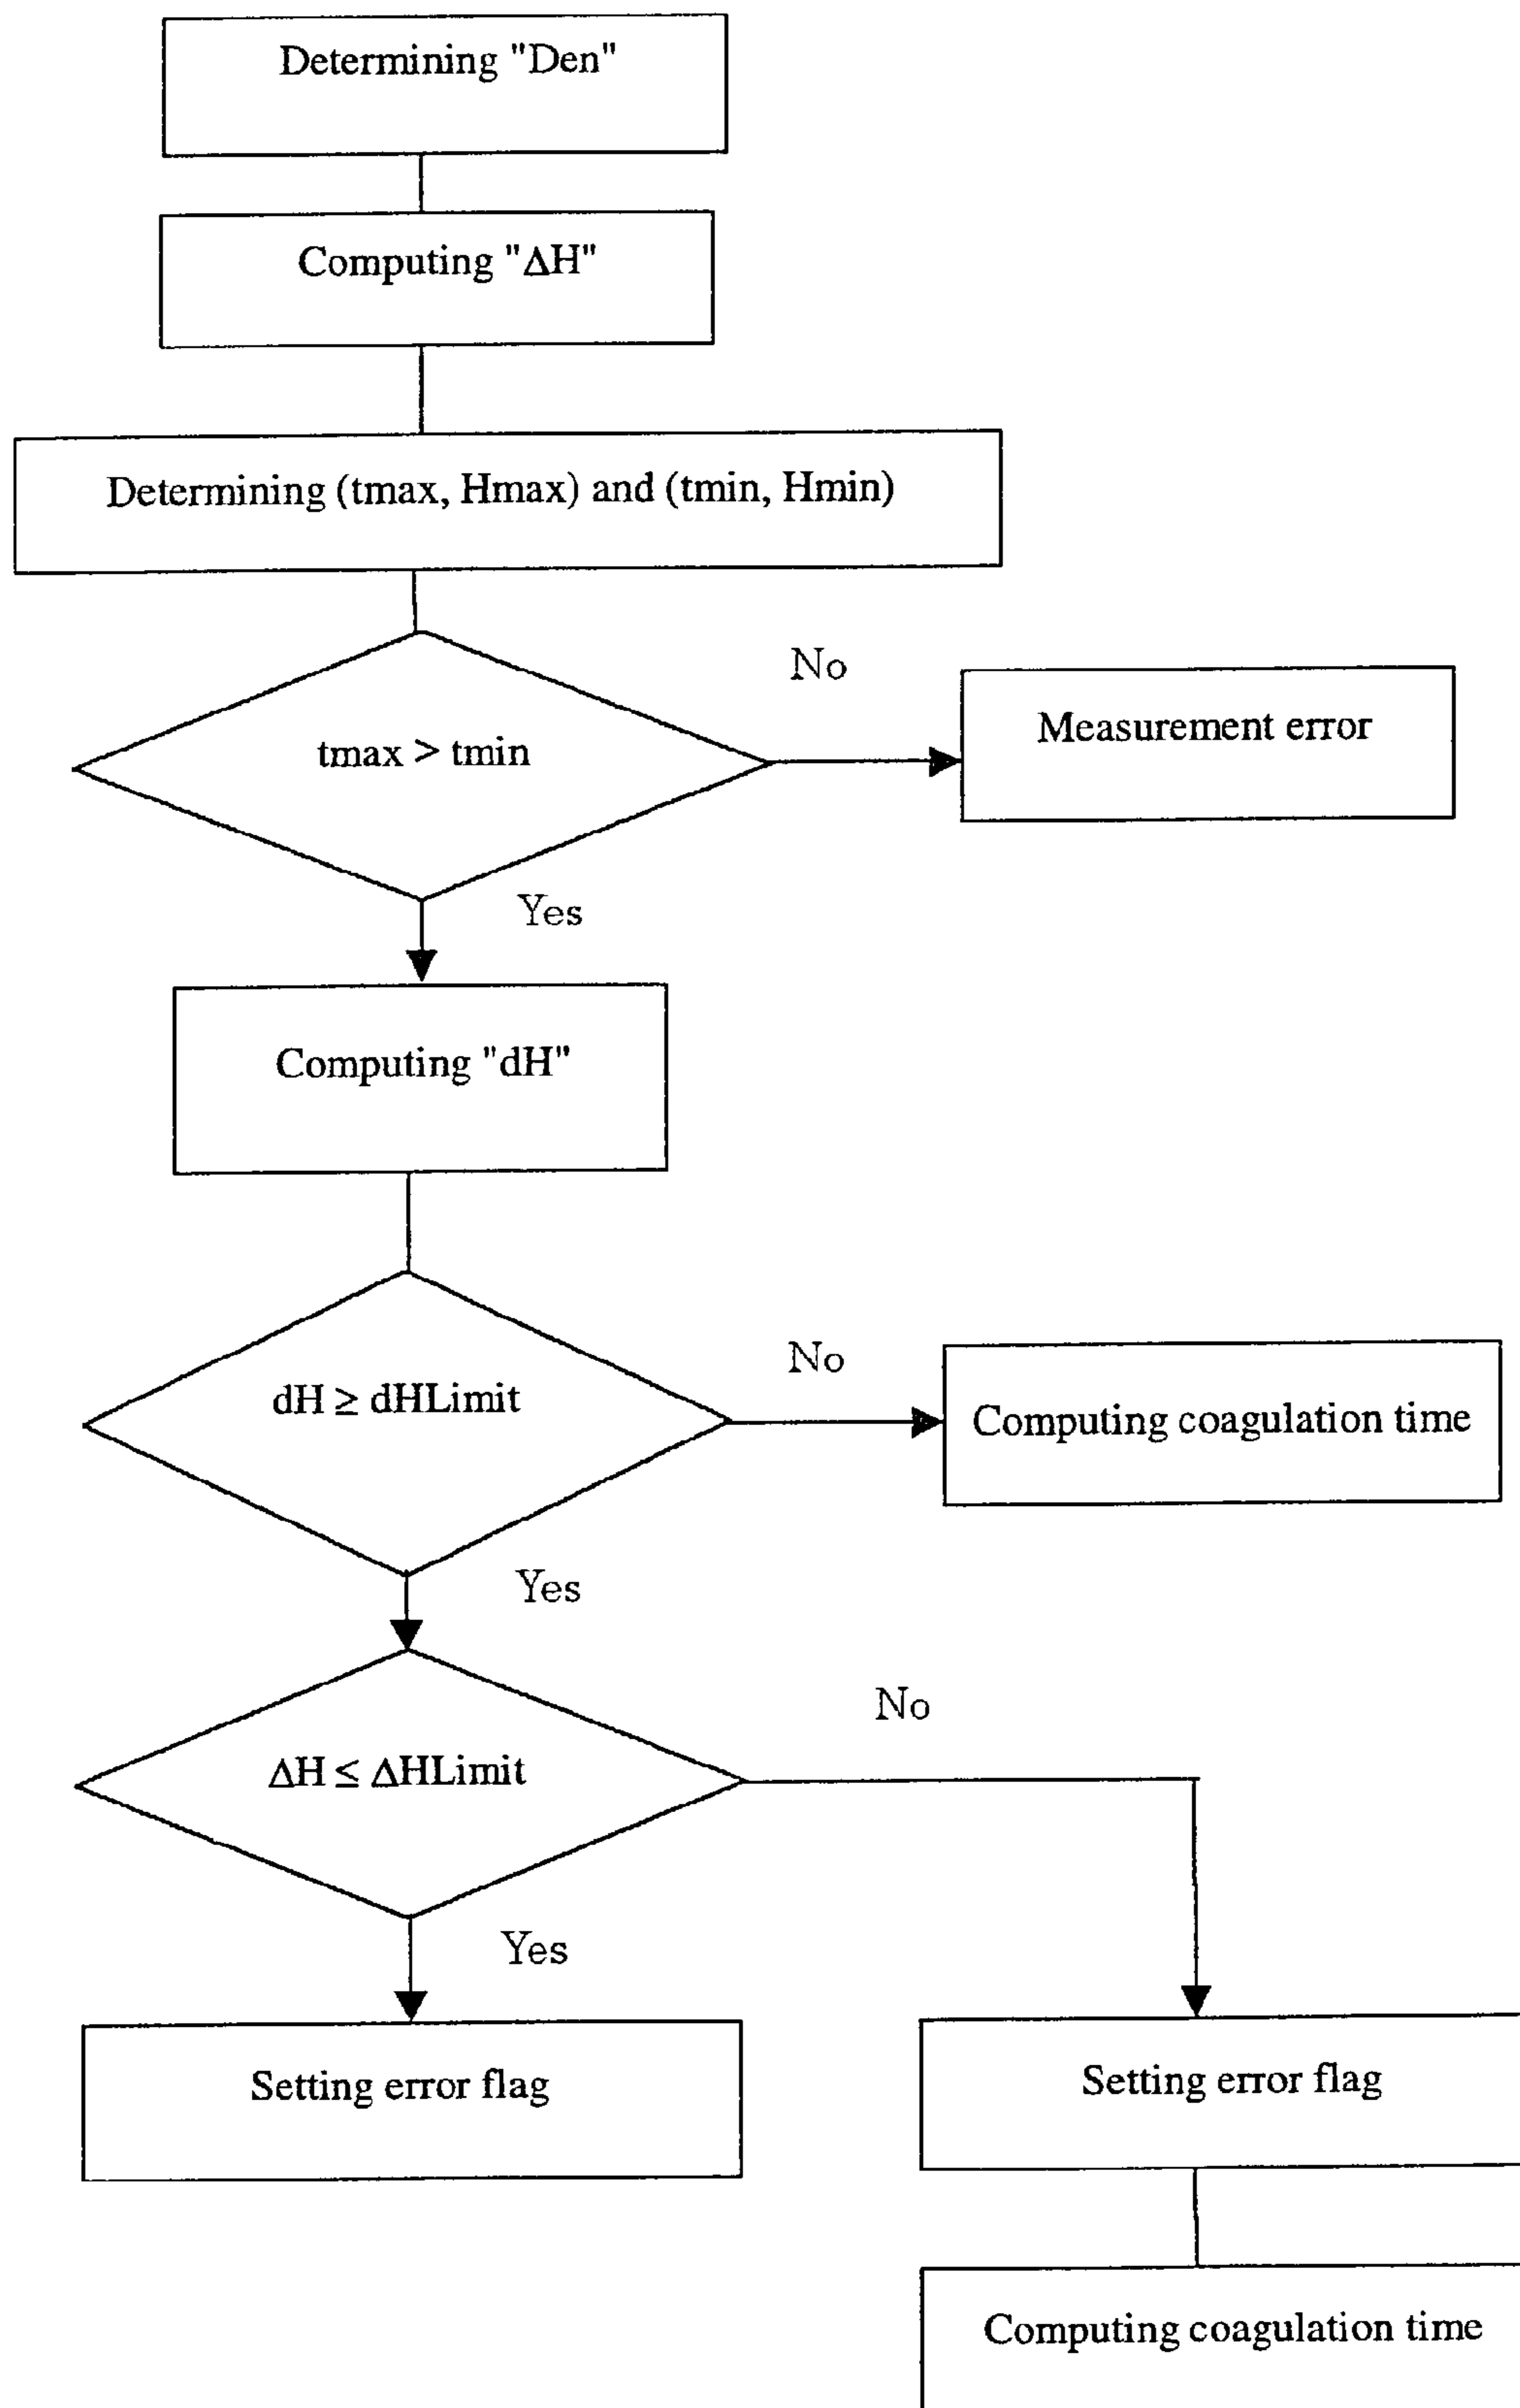 Determining "Den"
Computing "ΔH"
Determining (tmax, Hmax) and (tmin, Hmin)
No
tmax > tmin
Measurement error
Yes
Computing "dH"
No
dH ≥ dHLimit
Computing coagulation time
Yes
No
ΔH ≤ ΔHLimit
Yes
Setting error flag
Setting error flag
Computing coagulation time